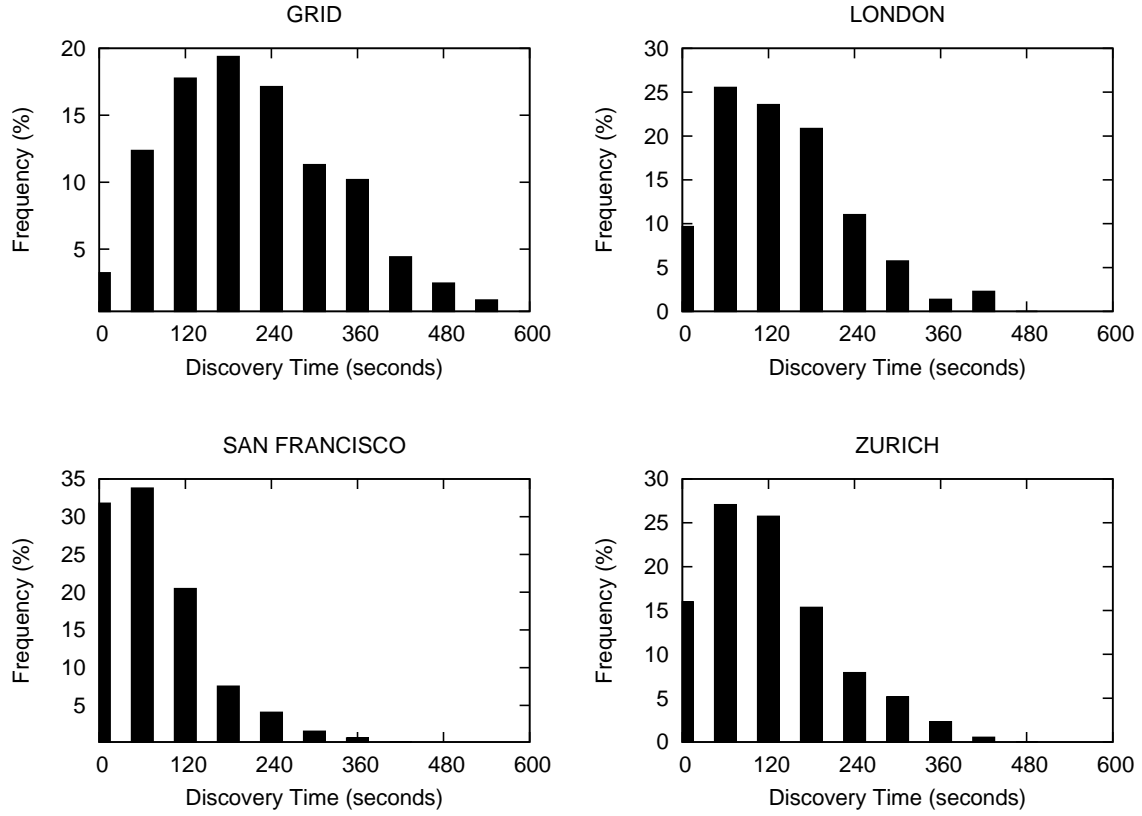 GRID
20
15
10
5
0 120 240 360 480 600
Frequency (%)
Discovery Time (seconds)
LONDON
30
25
20
15
10
5
0
0 120 240 360 480 600
Frequency (%)
Discovery Time (seconds)
SAN FRANCISCO
35
30
25
20
15
10
5
0 120 240 360 480 600
Frequency (%)
Discovery Time (seconds)
ZURICH
30
25
20
15
10
5
0
0 120 240 360 480 600
Frequency (%)
Discovery Time (seconds)